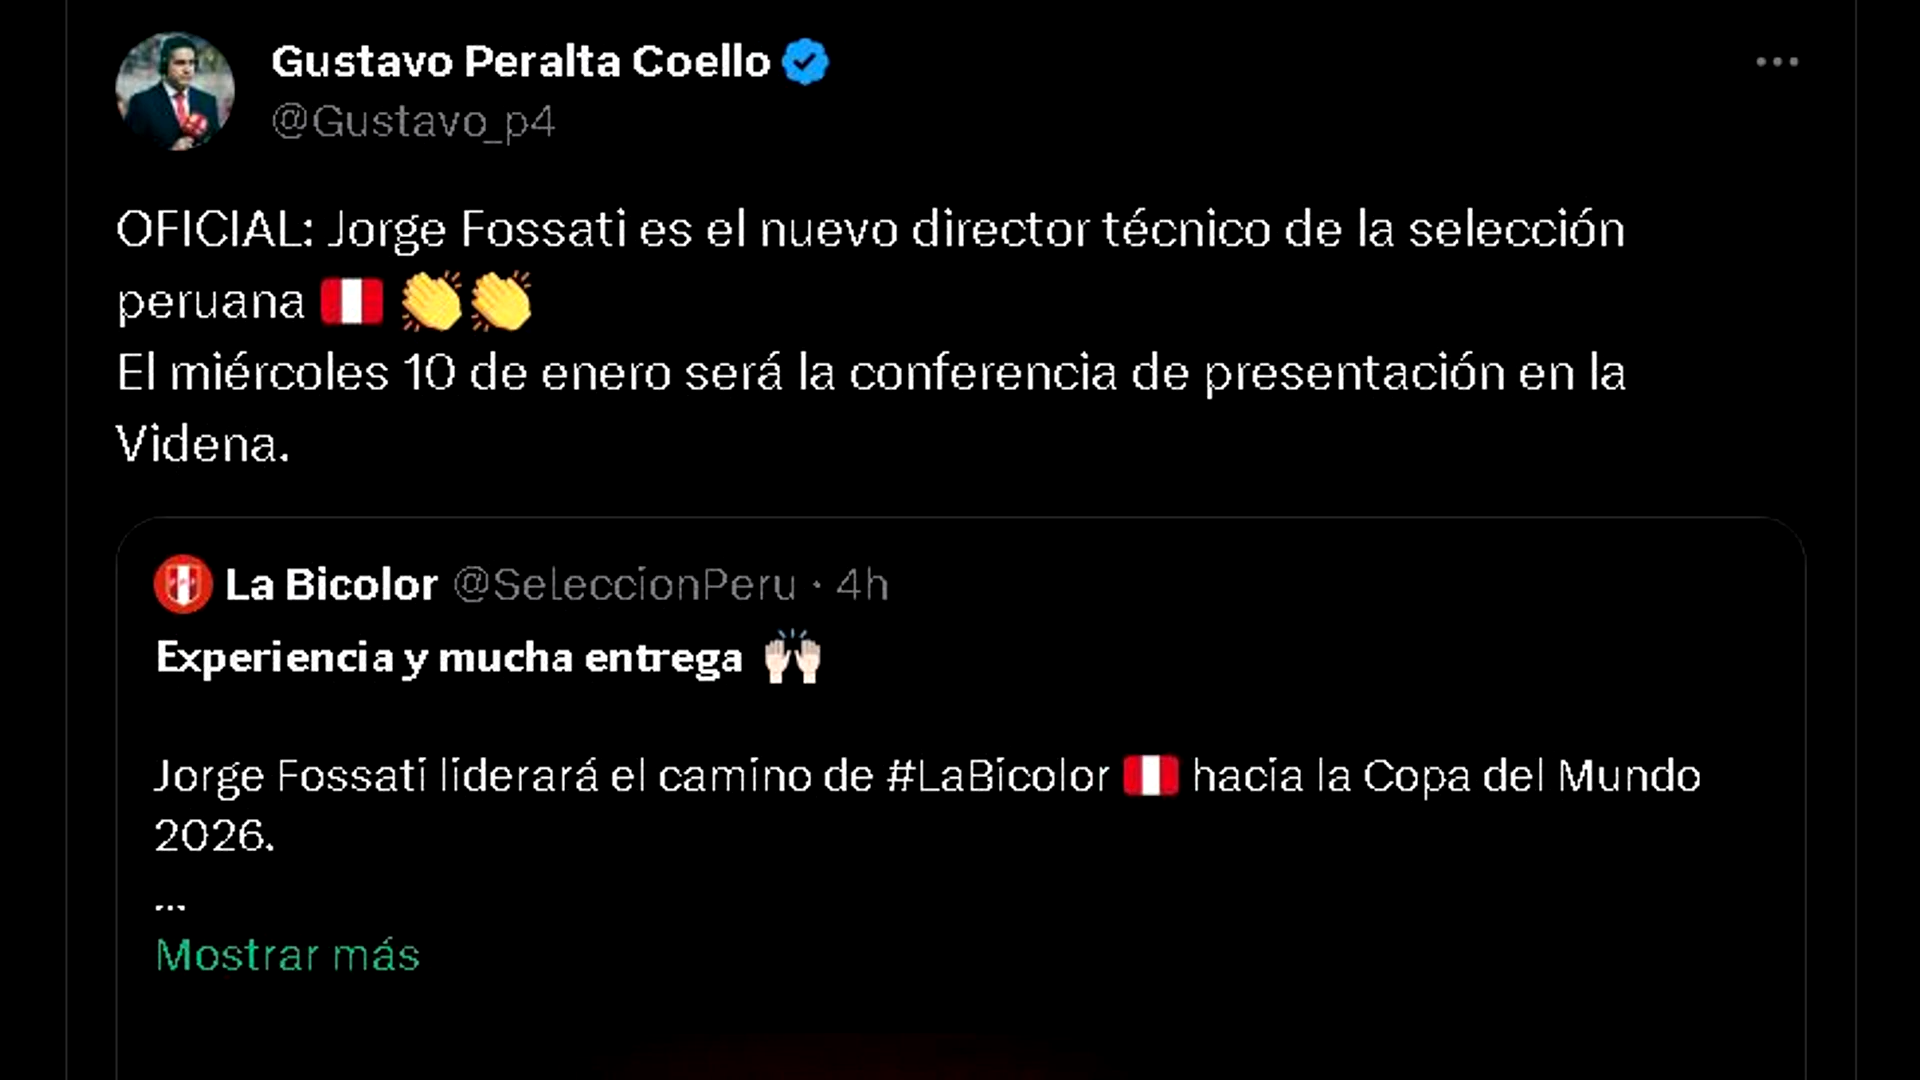 Gustavo Peralta Coello
@Gustavo_p4
OFICIAL: Jorge Fossati es el nuevo director técnico de la selección
peruana 🇵🇪 👏👏
El miércoles 10 de enero será la conferencia de presentación en la
Videna.
La Bicolor @SeleccionPeru · 4h
Experiencia y mucha entrega 🙌🏻
Jorge Fossati liderará el camino de #LaBicolor 🇵🇪 hacia la Copa del Mundo
2026.
...
Mostrar más